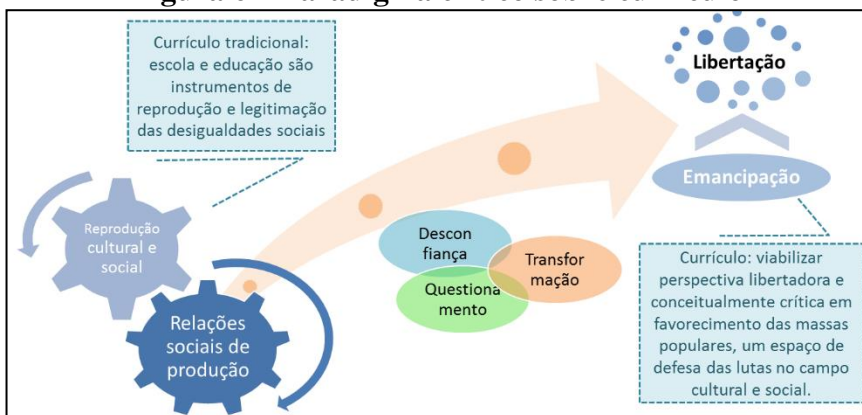 Currículo tradicional:
escola e educação são
instrumentos de
reprodução e legitimação
das desigualdades sociais
Libertação
Emancipação
Reprodução
cultural e
social
Descon
fiança
Transfor
mação
Questiona
mento
Relações
sociais de
produção
Currículo: viabilizar
perspectiva libertadora e
conceitualmente crítica em
favorecimento das massas
populares, um espaço de
defesa das lutas no campo
cultural e social.